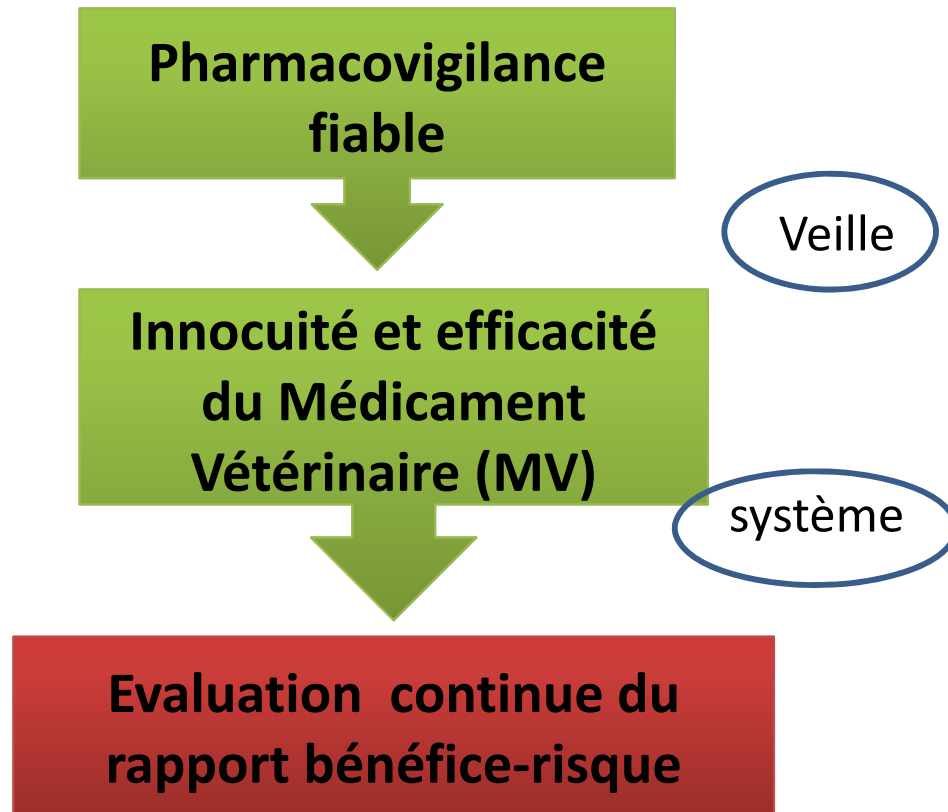 Pharmacovigilance
fiable
Veille
Innocuité et efficacité
du Médicament
Vétérinaire (MV)
système
Evaluation continue du
rapport bénéfice-risque